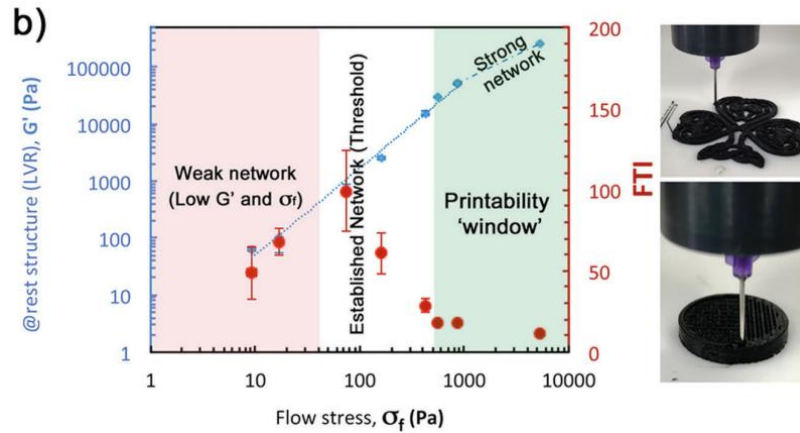 b)
@rest structure (LVR), G' (Pa)
100000
10000
1000
100
10
1
Weak network
(Low G' and σf)
Established Network (Threshold)
Strong
network
Printability
'window'
200
150
100
50
0
FTI
1
10
100
1000
10000
Flow stress, σf (Pa)